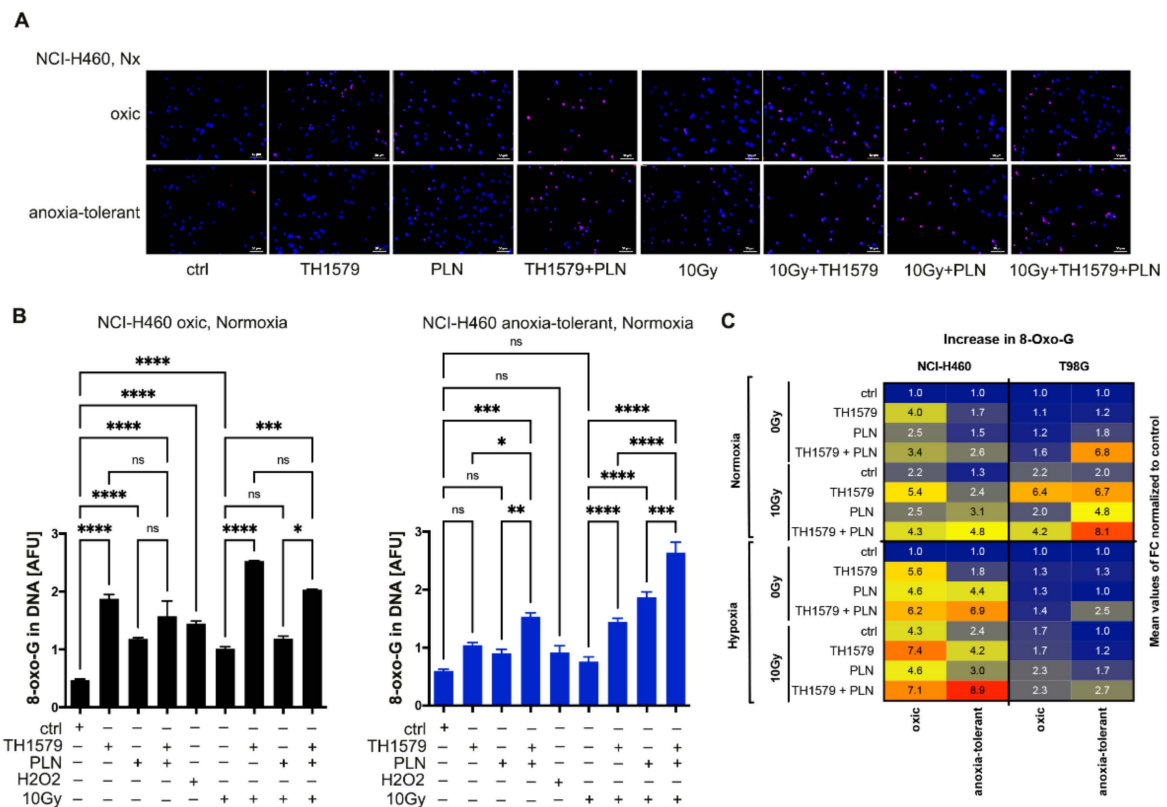 A
NCI-H460, Nx
oxic
anoxia-tolerant
ctrl TH1579 PLN TH1579+PLN 10Gy 10Gy+TH1579 10Gy+PLN 10Gy+TH1579+PLN
B
NCI-H460 oxic, Normoxia
****
ns
****
****
***
ns
ns
****
ns
****
ns
****
*
8-oxo-G in DNA [AFU]
3
2
1
0
ctrl + – – – – – – – –
TH1579 – + – + – – + – +
PLN – – + + – – – + +
H2O2 – – – – + – – – –
10Gy – – – – – + + + +
NCI-H460 anoxia-tolerant, Normoxia
ns
ns
***
****
*
****
ns
****
ns
**
****
***
8-oxo-G in DNA [AFU]
3
2
1
0
ctrl + – – – – – – – –
TH1579 – + – + – – + – +
PLN – – + + – – – + +
H2O2 – – – – + – – – –
10Gy – – – – – + + + +
C
Increase in 8-Oxo-G
NCI-H460 T98G
Normoxia
0Gy
ctrl 1.0 1.0 1.0 1.0
TH1579 4.0 1.7 1.1 1.2
PLN 2.5 1.5 1.2 1.8
TH1579 + PLN 3.4 2.6 1.6 6.8
10Gy
ctrl 2.2 1.3 2.2 2.0
TH1579 5.4 2.4 6.4 6.7
PLN 2.5 3.1 2.0 4.8
TH1579 + PLN 4.3 4.8 4.2 8.1
Hypoxia
0Gy
ctrl 1.0 1.0 1.0 1.0
TH1579 5.6 1.8 1.3 1.3
PLN 4.6 4.4 1.3 1.0
TH1579 + PLN 6.2 6.9 1.4 2.5
10Gy
ctrl 4.3 2.4 1.7 1.0
TH1579 7.4 4.2 1.7 1.2
PLN 4.6 3.0 2.3 1.7
TH1579 + PLN 7.1 8.9 2.3 2.7
oxic anoxia-tolerant oxic anoxia-tolerant
Mean values of FC normalized to control